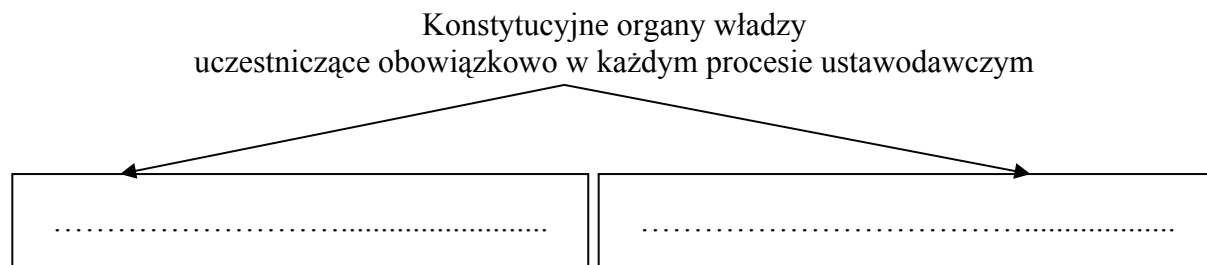 Konstytucyjne organy władzy
uczestniczące obowiązkowo w każdym procesie ustawodawczym
…………………………........................... ………………………………….....................